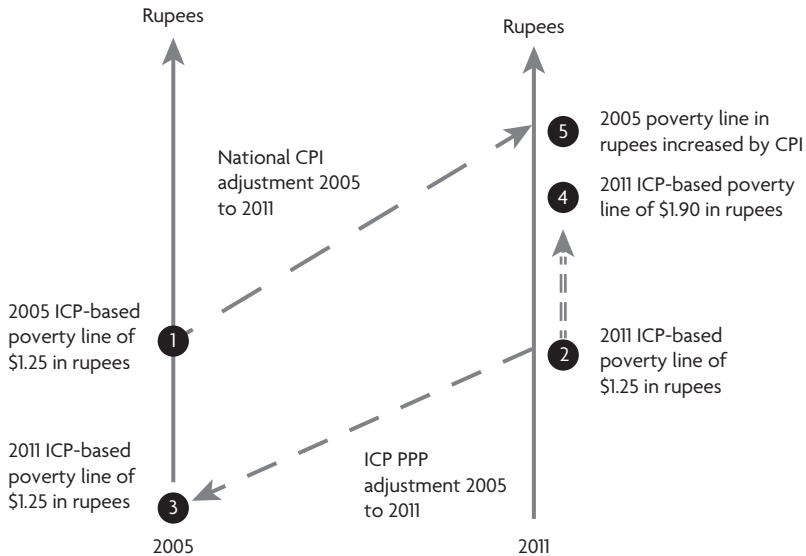 Rupees
Rupees
National CPI
adjustment 2005
to 2011
5
2005 poverty line in
rupees increased by CPI
4
2011 ICP-based poverty
line of $1.90 in rupees
2005 ICP-based
poverty line of
$1.25 in rupees
1
2
2011 ICP-based
poverty line of
$1.25 in rupees
2011 ICP-based
poverty line of
$1.25 in rupees
3
ICP PPP
adjustment 2005
to 2011
2005
2011